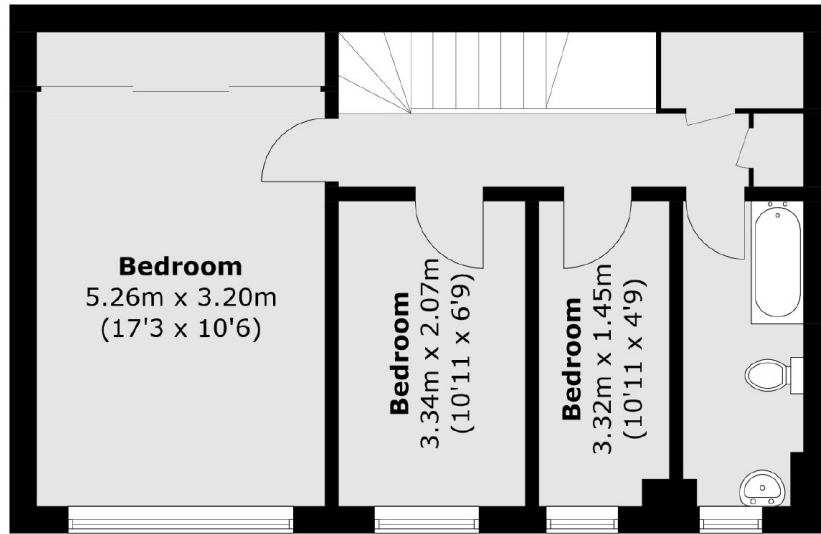 Bedroom
5.26m x 3.20m
(17'3 x 10'6)
Bedroom
3.34m x 2.07m
(10'11 x 6'9)
Bedroom
3.32m x 1.45m
(10'11 x 4'9)